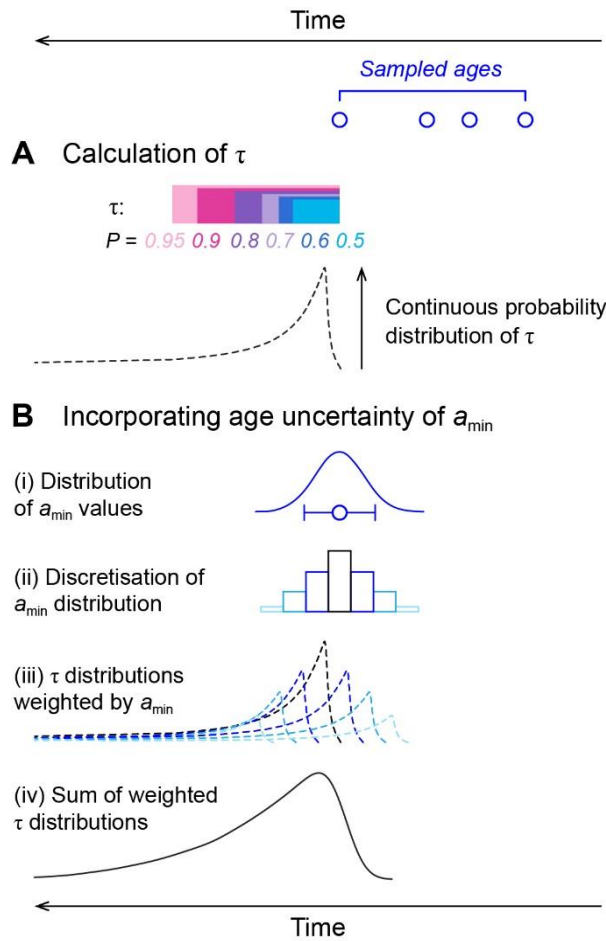 Time
Sampled ages
A Calculation of τ
τ:
P = 0.95 0.9 0.8 0.7 0.6 0.5
Continuous probability
distribution of τ
B Incorporating age uncertainty of amin
(i) Distribution
of amin values
(ii) Discretisation of
amin distribution
(iii) τ distributions
weighted by amin
(iv) Sum of weighted
τ distributions
Time